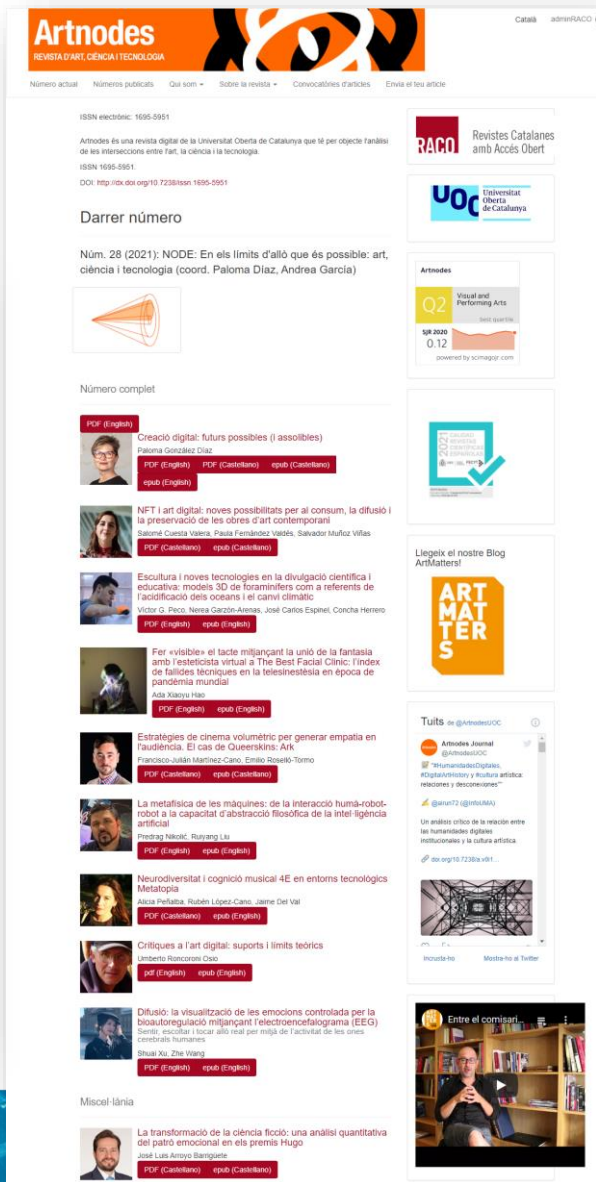 Artnodes
REVISTA D'ART, CIÈNCIA I TECNOLOGIA
Català adminRACO
Número actual Números publicats Qui som Sobre la revista Convocatòries d'articles Envia el teu article
ISSN electrònic: 1695-5951
Artnodes és una revista digital de la Universitat Oberta de Catalunya que té per objecte l'anàlisi
de les interseccions entre l'art, la ciència i la tecnologia.
ISSN 1695-5951.
DOI: http://dx.doi.org/10.7238/issn.1695-5951
Darrer número
Núm. 28 (2021): NODE: En els límits d'allò que és possible: art,
ciència i tecnologia (coord. Paloma Díaz, Andrea García)
Número complet
PDF (English)
Creació digital: futurs possibles (i assolibles)
Paloma González Díaz
PDF (English) PDF (Castellano) epub (Castellano)
epub (English)
NFT i art digital: noves possibilitats per al consum, la difusió i
la preservació de les obres d'art contemporani
Salomé Cuesta Valera, Paula Fernández Valdés, Salvador Muñoz Viñas
PDF (Castellano) epub (Castellano)
Escultura i noves tecnologies en la divulgació científica i
educativa: models 3D de foraminífers com a referents de
l'acidificació dels oceans i el canvi climàtic
Víctor G. Peco, Nerea Garzón-Arenas, José Carlos Espinel, Concha Herrero
PDF (English) epub (English)
Fer «visible» el tacte mitjançant la unió de la fantasia
amb l'esteticista virtual a The Best Facial Clinic: l'índex
de fallides tècniques en la telesinestèsia en època de
pandèmia mundial
Ada Xiaoyu Hao
PDF (English) epub (English)
Estratègies de cinema volumètric per generar empatia en
l'audiència. El cas de Queerskins: Ark
Francisco-Julián Martínez-Cano, Emilio Roselló-Tormo
PDF (Castellano) epub (Castellano)
La metafísica de les màquines: de la interacció humà-robot-
robot a la capacitat d'abstracció filosòfica de la intel·ligència
artificial
Predrag Nikolić, Ruiyang Liu
PDF (English) epub (English)
Neurodiversitat i cognició musical 4E en entorns tecnològics
Metatopia
Alicia Peñalba, Rubén López-Cano, Jaime Del Val
PDF (Castellano) epub (English)
Crítiques a l'art digital: suports i límits teòrics
Umberto Roncoroni Osio
pdf (English) epub (English)
Difusió: la visualització de les emocions controlada per la
bioautoregulació mitjançant l'electroencefalograma (EEG)
Sentir, escoltar i tocar allò real per mitjà de l'activitat de les ones
cerebrals humanes
Shuai Xu, Zhe Wang
PDF (English) epub (English)
Miscel·lània
La transformació de la ciència ficció: una anàlisi quantitativa
del patró emocional en els premis Hugo
José Luis Arroyo Barrigüete
PDF (Castellano) epub (English)
RACO
Revistes Catalanes
amb Accés Obert
UOC
Universitat
Oberta
de Catalunya
Artnodes
Q2
Visual and
Performing Arts
best quartile
SJR 2020
0.12
powered by scimagojr.com
2021
CALIDAD
REVISTAS
CIENTÍFICAS
ESPAÑOLAS
FECYT
Llegeix el nostre Blog
ArtMatters!
ART
MAT
TER
S
Tuits de @ArtnodesUOC
Artnodes Journal
@ArtnodesUOC
"#HumanidadesDigitales,
#DigitalArtHistory y #cultura artística:
relaciones y desconexiones"
@airun72 (@InfoUMA)
Un análisis crítico de la relación entre
las humanidades digitales
institucionales y la cultura artística.
doi.org/10.7238/a.v0i1...
Incrusta-ho Mostra-ho al Twitter
Entre el comisari...